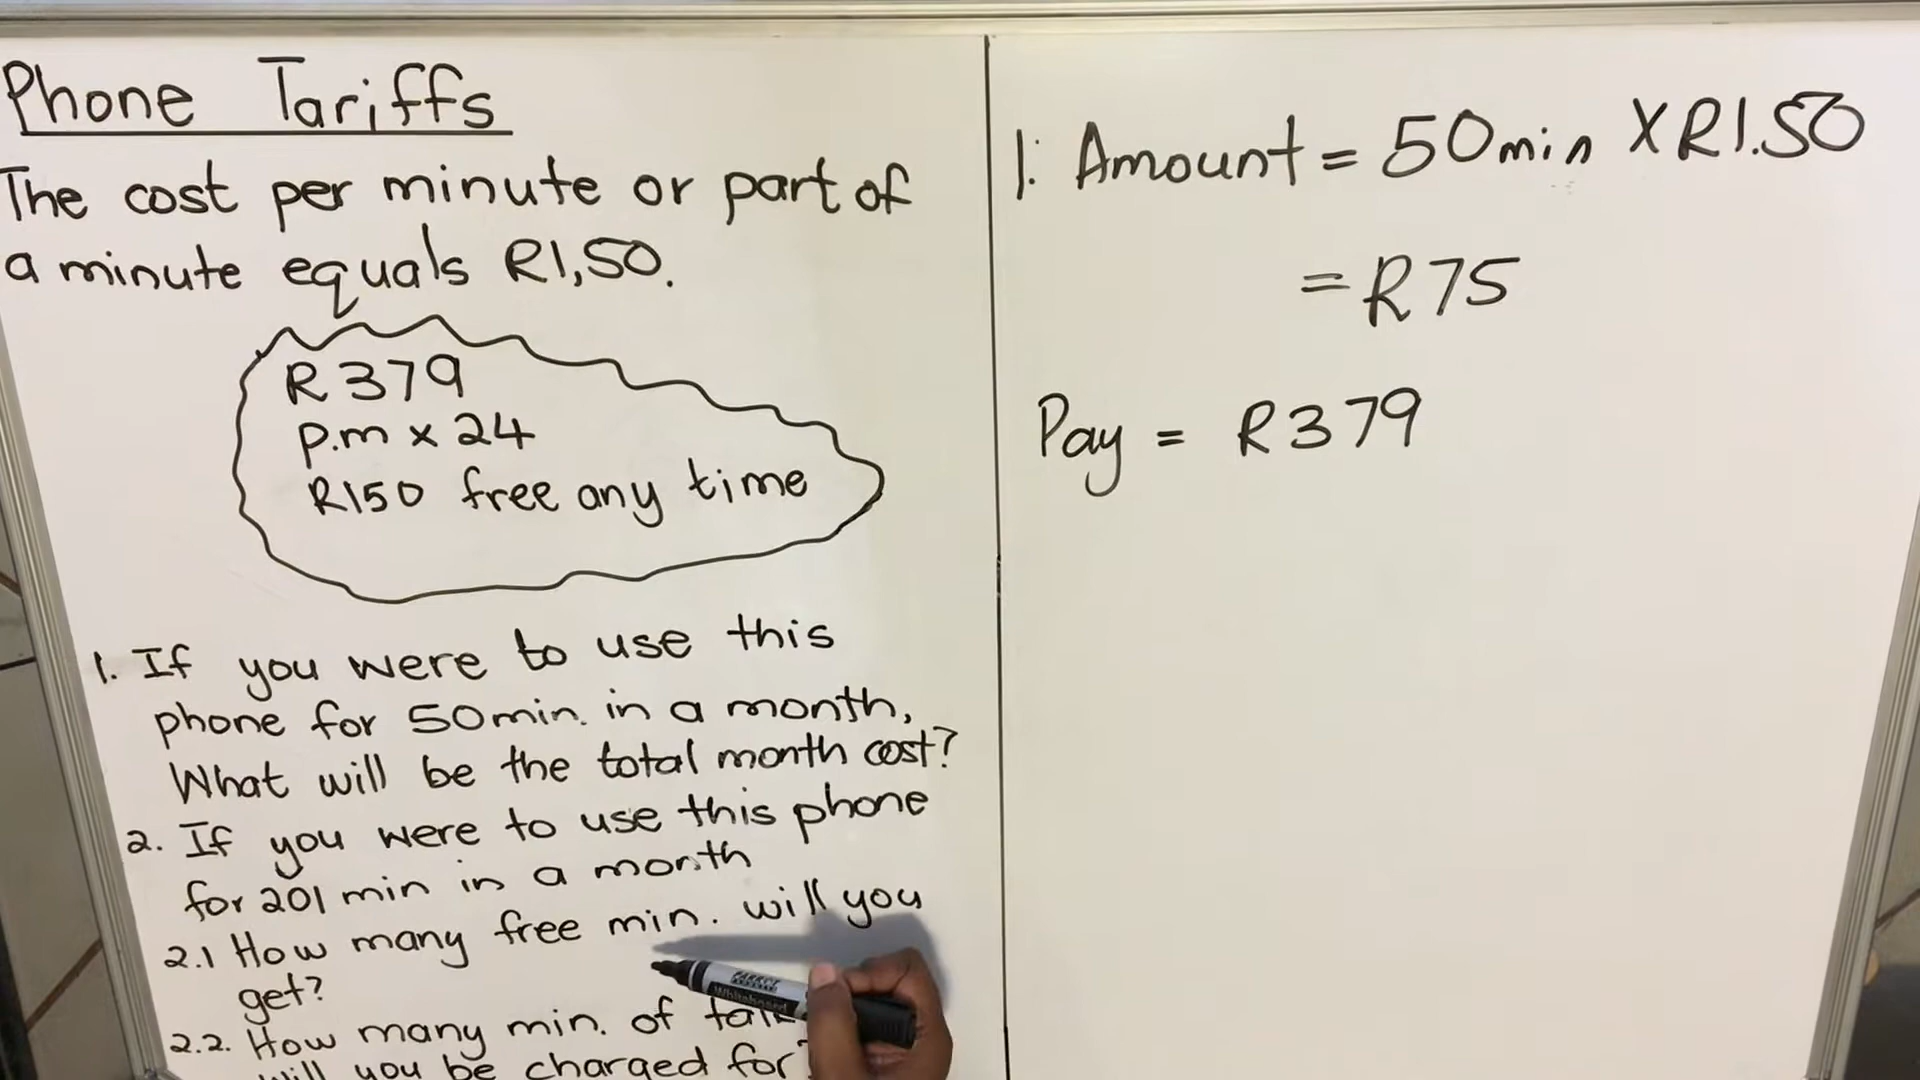 Phone Tariffs
The cost per minute or part of
a minute equals R1,50.
R379
p.m x 24
R150 free any time
1. If you were to use this
phone for 50min. in a month,
What will be the total month cost?
2. If you were to use this phone
for 201 min in a month
2.1 How many free min. will you
get?
2.2. How many min. of
will you be charged for?
1. Amount = 50min X R1.50
= R75
Pay = R379
Whiteboard